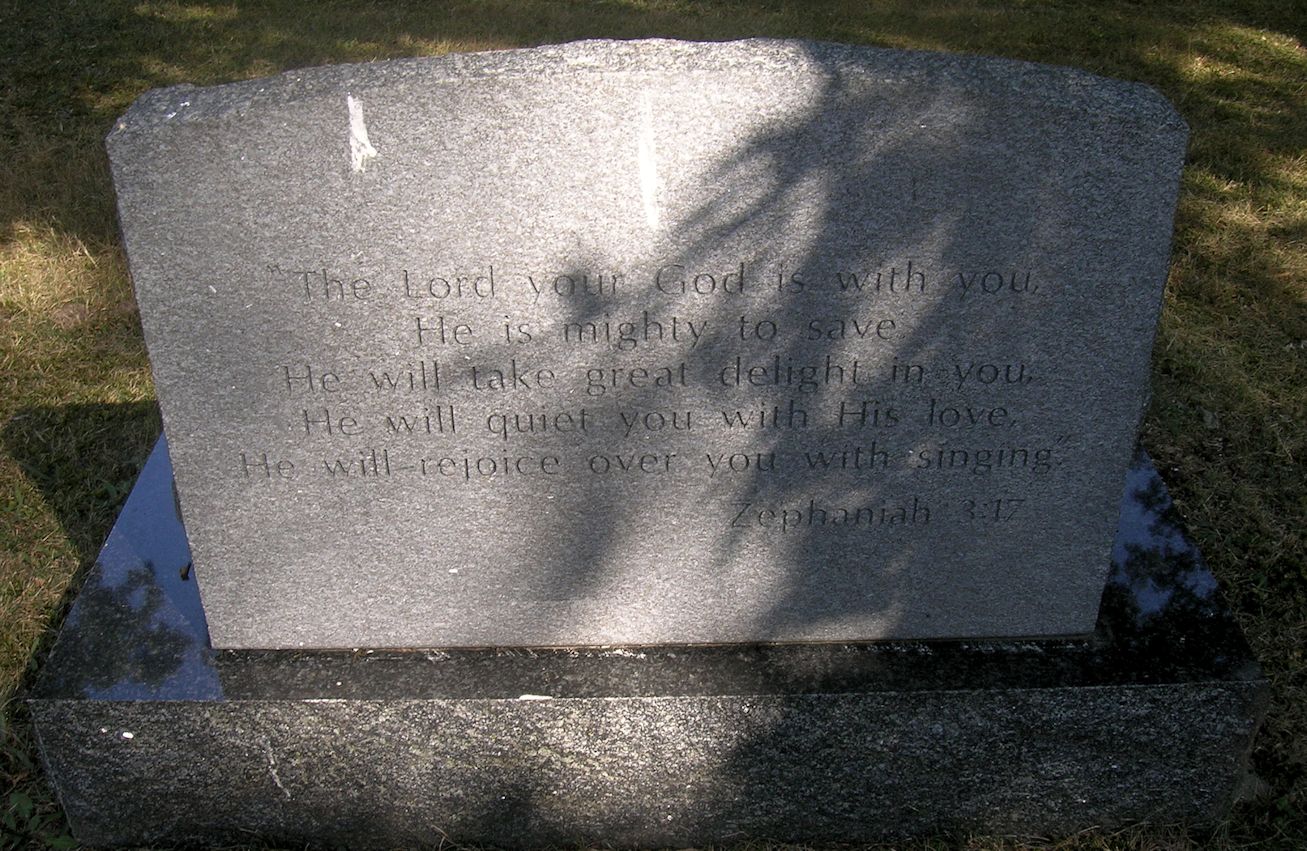 "The Lord your God is with you,
He is mighty to save
He will take great delight in you,
He will quiet you with His love,
He will rejoice over you with singing."
Zephaniah 3:17